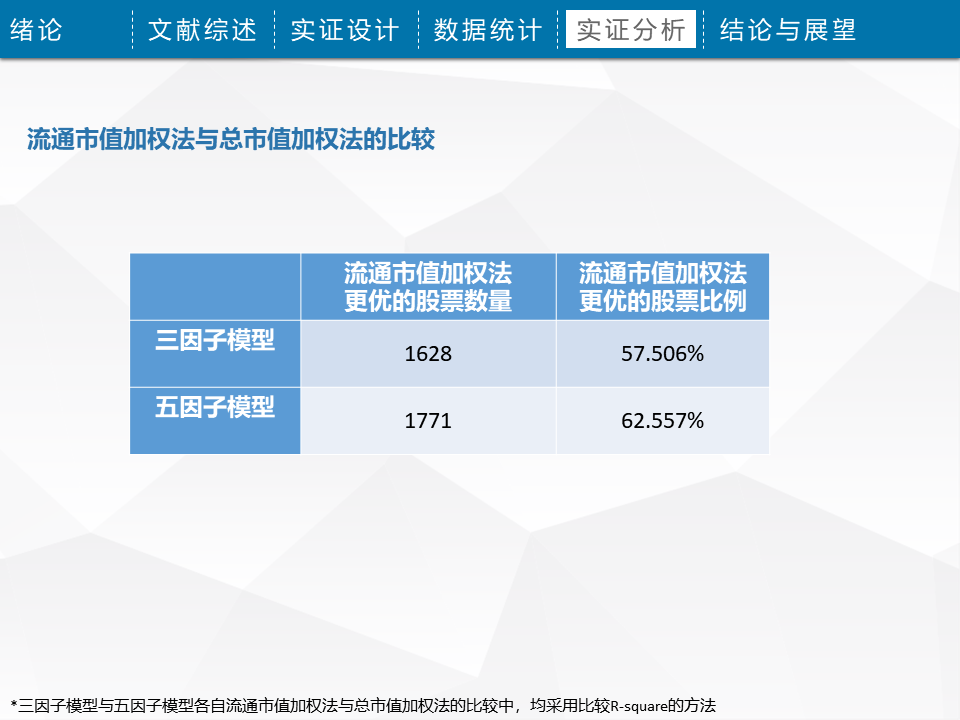 绪论 文献综述 实证设计 数据统计 实证分析 结论与展望
流通市值加权法与总市值加权法的比较
流通市值加权法 流通市值加权法
更优的股票数量 更优的股票比例
三因子模型 1628 57.506%
五因子模型 1771 62.557%
*三因子模型与五因子模型各自流通市值加权法与总市值加权法的比较中，均采用比较R-square的方法